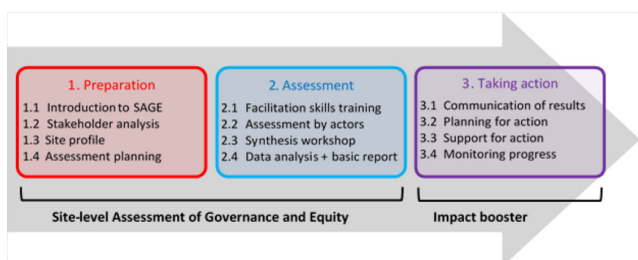 1. Preparation
1.1 Introduction to SAGE
1.2 Stakeholder analysis
1.3 Site profile
1.4 Assessment planning
2. Assessment
2.1 Facilitation skills training
2.2 Assessment by actors
2.3 Synthesis workshop
2.4 Data analysis + basic report
3. Taking action
3.1 Communication of results
3.2 Planning for action
3.3 Support for action
3.4 Monitoring progress
Site-level Assessment of Governance and Equity
Impact booster